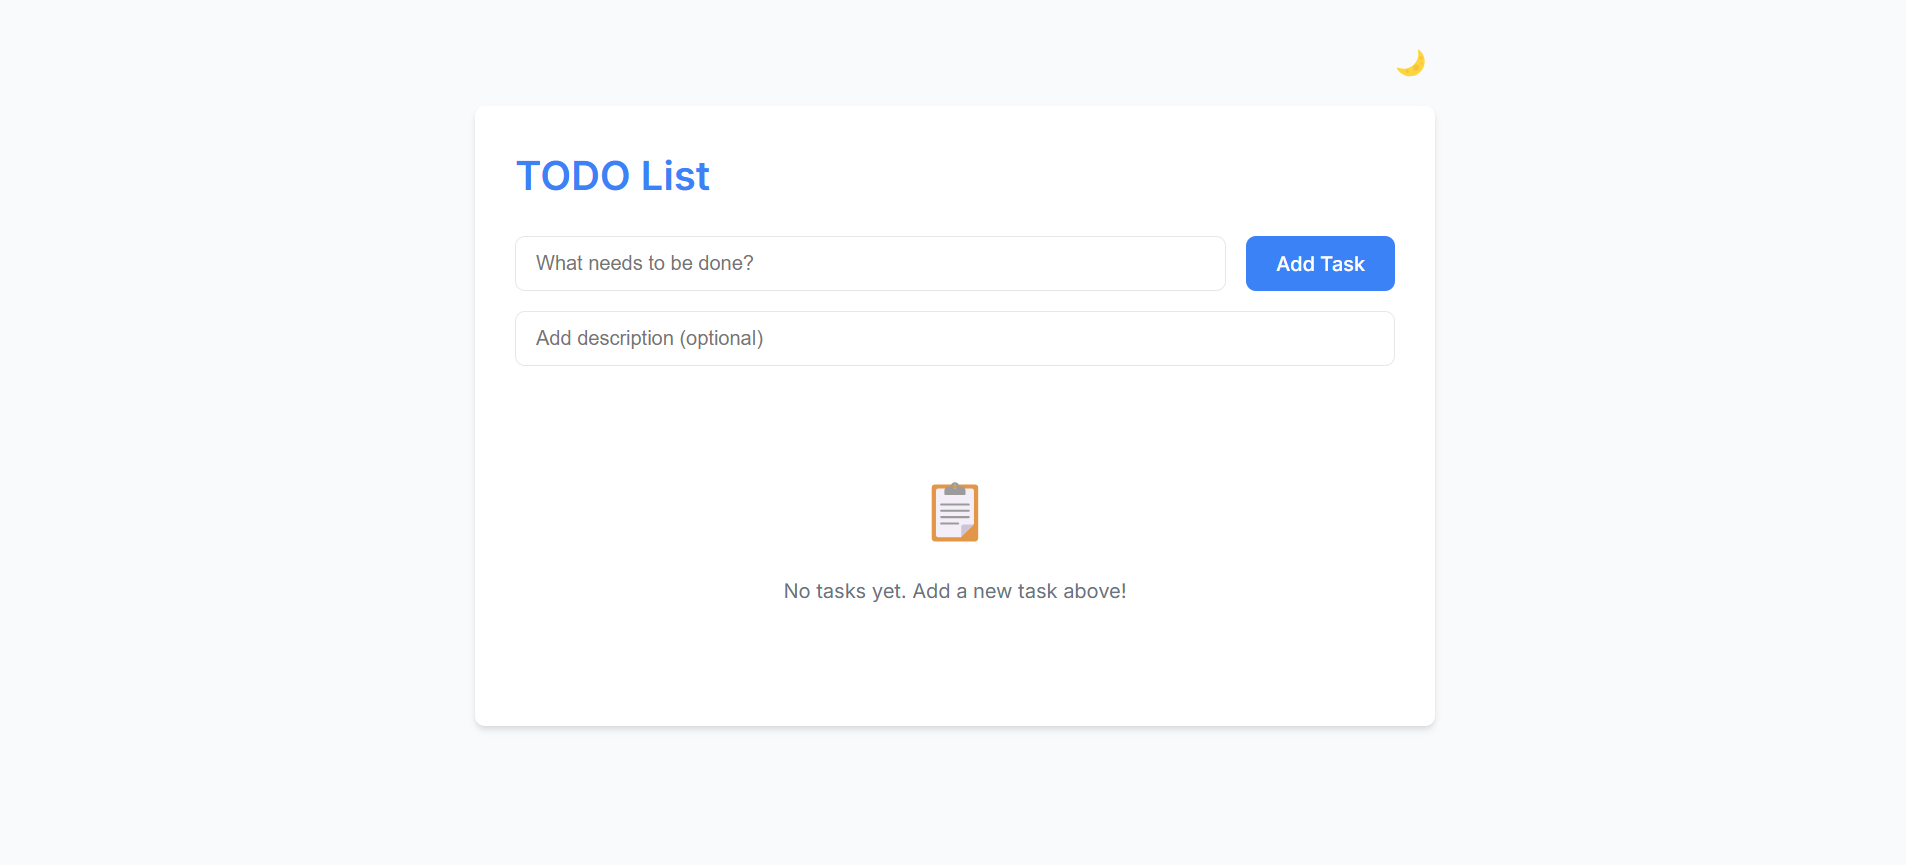 TODO List
What needs to be done?
Add Task
Add description (optional)
No tasks yet. Add a new task above!